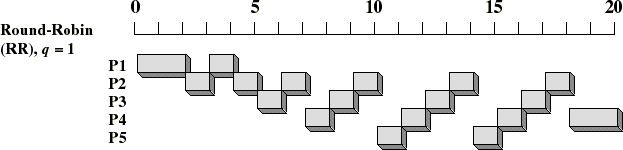 0 5 10 15 20
Round-Robin
(RR), q = 1
P1
P2
P3
P4
P5